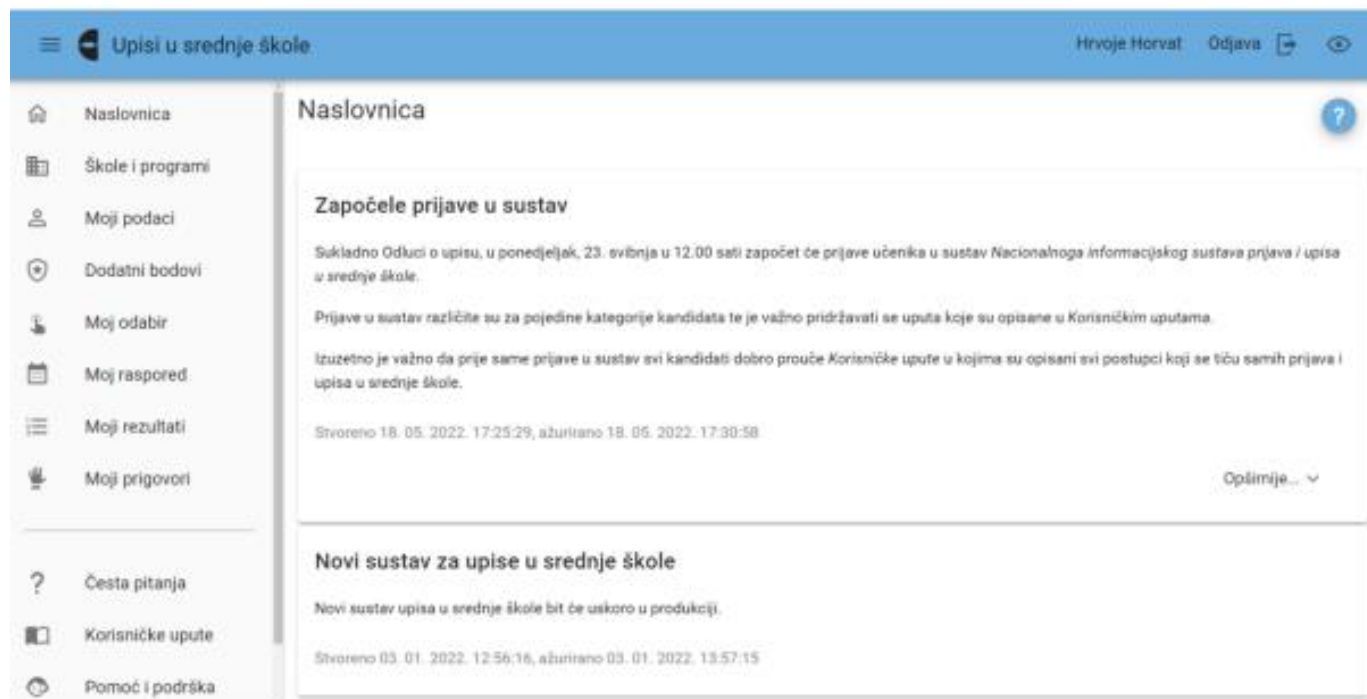 Upisi u srednje škole
Hrvoje Horvat Odjava
Naslovnica
Škole i programi
Moji podaci
Dodatni bodovi
Moj odabir
Moj raspored
Moji rezultati
Moji prigovori
Česta pitanja
Korisničke upute
Pomoć i podrška
Naslovnica
?
Započele prijave u sustav
Sukladno Odluci o upisu, u ponedjeljak, 23. svibnja u 12.00 sati započet će prijave učenika u sustav Nacionalnoga informacijskog sustava prijava i upisa
u srednje škole.
Prijave u sustav različite su za pojedine kategorije kandidata te je važno pridržavati se uputa koje su opisane u Korisničkim uputama.
Izuzetno je važno da prije same prijave u sustav svi kandidati dobro prouče Korisničke upute u kojima su opisani svi postupci koji se tiču samih prijava i
upisa u srednje škole.
Stvoreno 18. 05. 2022. 17:25:29, ažurirano 18. 05. 2022. 17:30:58
Opširnije...
Novi sustav za upise u srednje škole
Novi sustav upisa u srednje škole bit će uskoro u produkciji.
Stvoreno 03. 01. 2022. 12:56:16, ažurirano 03. 01. 2022. 13:57:15